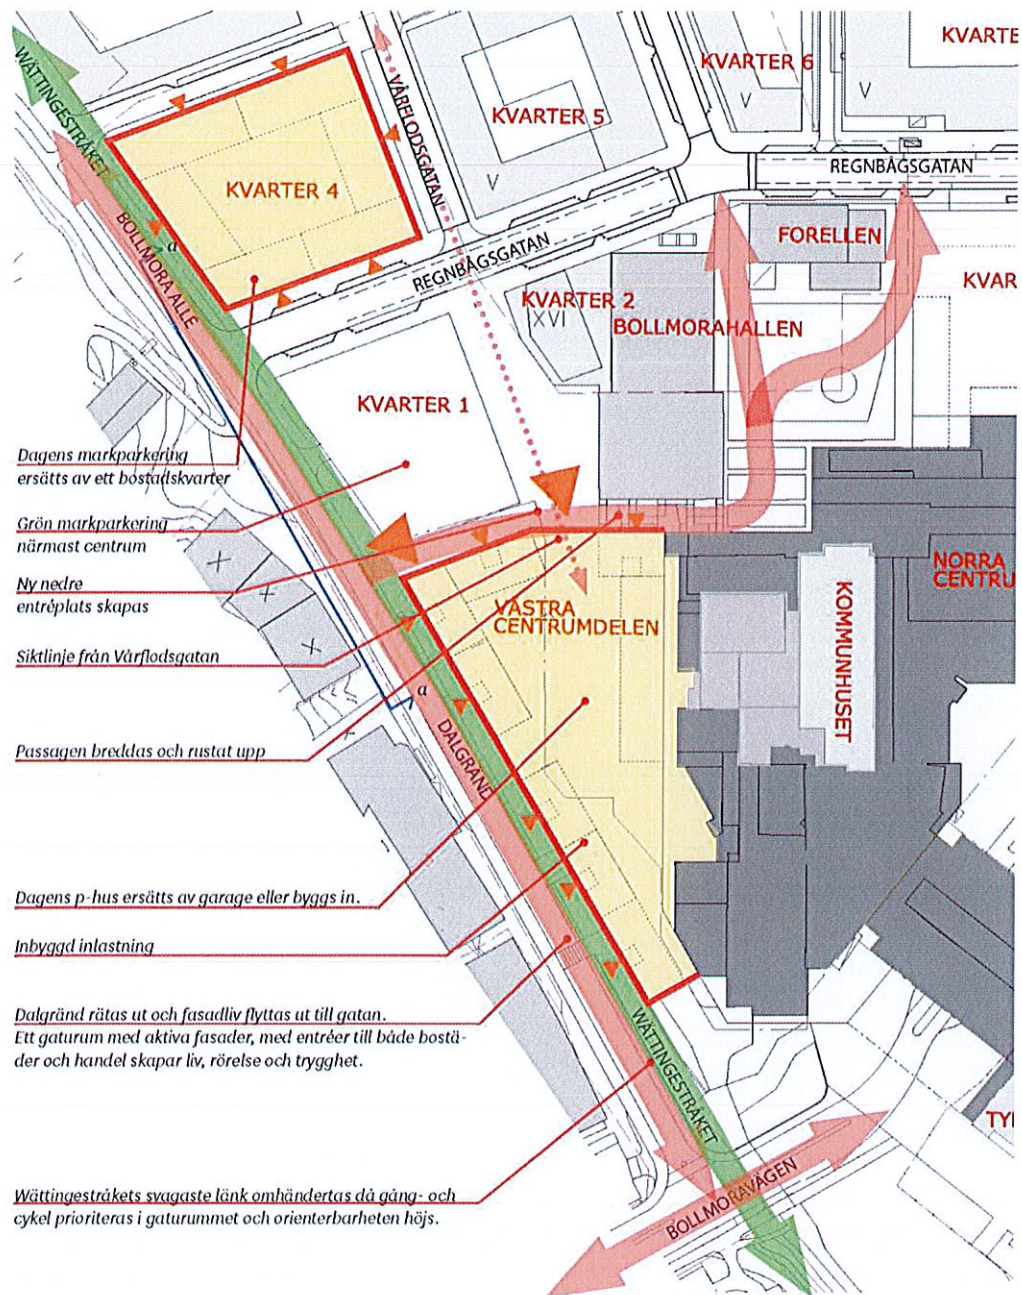 KVARTE
WÄTTINGESTRÅKET
VÅRFLODSGATAN
KVARTER 6
V
KVARTER 5
V
V
REGNBÅGSGATAN
KVARTER 4
BOLLMORA ALLE
a
FORELLEN
REGNBÅGSGATAN
KVAR
KVARTER 2
XVI
BOLLMORAHALLEN
KVARTER 1
Dagens markparkering
ersätts av ett bostadskvarter
Grön markparkering
närmast centrum
Ny nedre
entréplats skapas
NORRA
CENTRU
KOMMUNHUSET
VÄSTRA
CENTRUMDELEN
Siktlinje från Vårflodsgatan
a
DALGRÄND
Passagen breddas och rustat upp
Dagens p-hus ersätts av garage eller byggs in.
Inbyggd inlastning
Dalgränd rätas ut och fasadliv flyttas ut till gatan.
Ett gaturum med aktiva fasader, med entréer till både bostä-
der och handel skapar liv, rörelse och trygghet.
WÄTTINGESTRÅKET
TYI
BOLLMORAVÄGEN
Wättingestråkets svagaste länk omhändertas då gång- och
cykel prioriteras i gaturummet och orienterbarheten höjs.